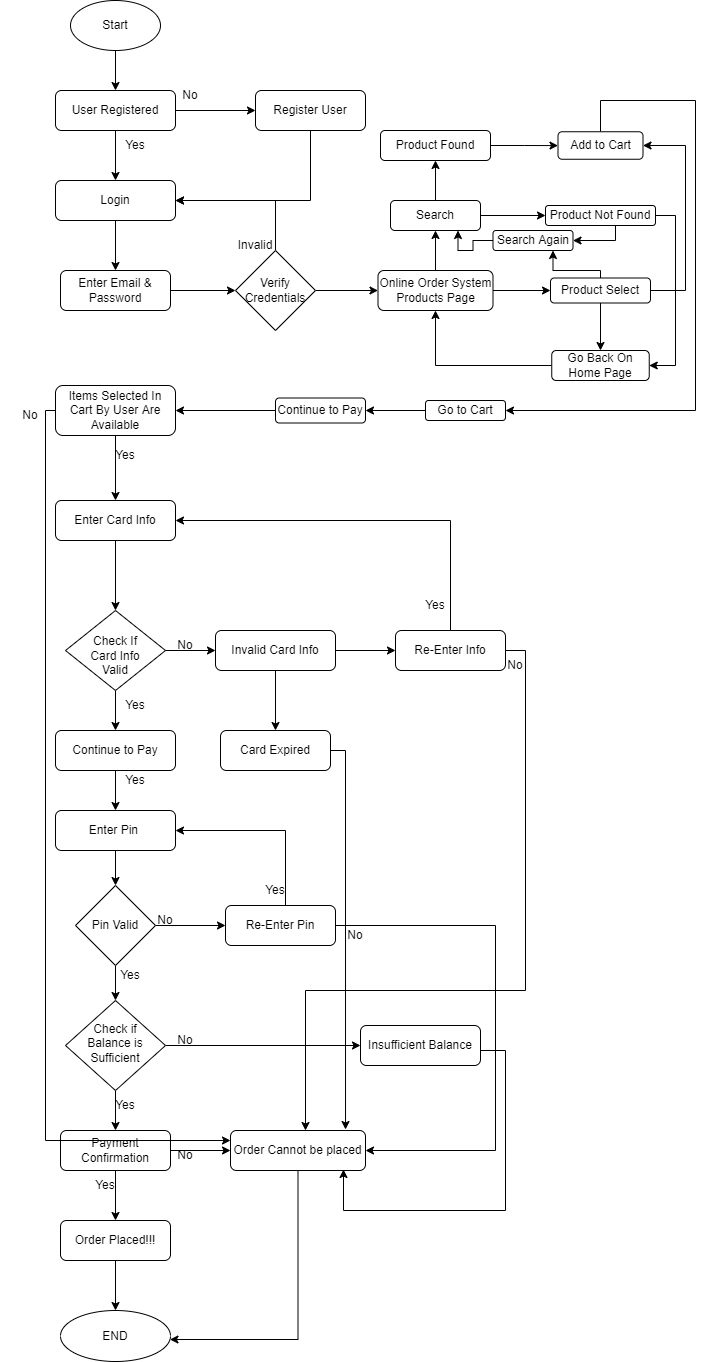 Start
User Registered
No
Register User
Yes
Product Found
Add to Cart
Login
Search
Product Not Found
Search Again
Invalid
Enter Email &
Password
Verify
Credentials
Online Order System
Products Page
Product Select
Go Back On
Home Page
No
Items Selected In
Cart By User Are
Available
Continue to Pay
Go to Cart
Yes
Enter Card Info
Yes
Check If
Card Info
Valid
No
Invalid Card Info
Re-Enter Info
No
Yes
Continue to Pay
Card Expired
Yes
Enter Pin
Yes
Pin Valid
No
Re-Enter Pin
No
Yes
Check if
Balance is
Sufficient
No
Insufficient Balance
Yes
Payment
Confirmation
No
Order Cannot be placed
Yes
Order Placed!!!
END